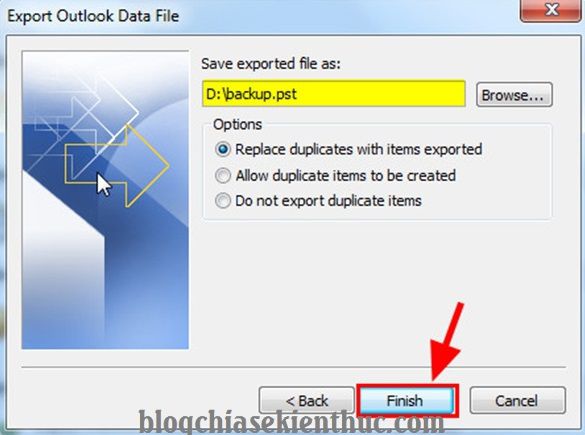 Export Outlook Data File
Save exported file as:
D:\backup.pst
Browse...
Options
Replace duplicates with items exported
Allow duplicate items to be created
Do not export duplicate items
< Back
Finish
Cancel
blogchiasekienthuc.com